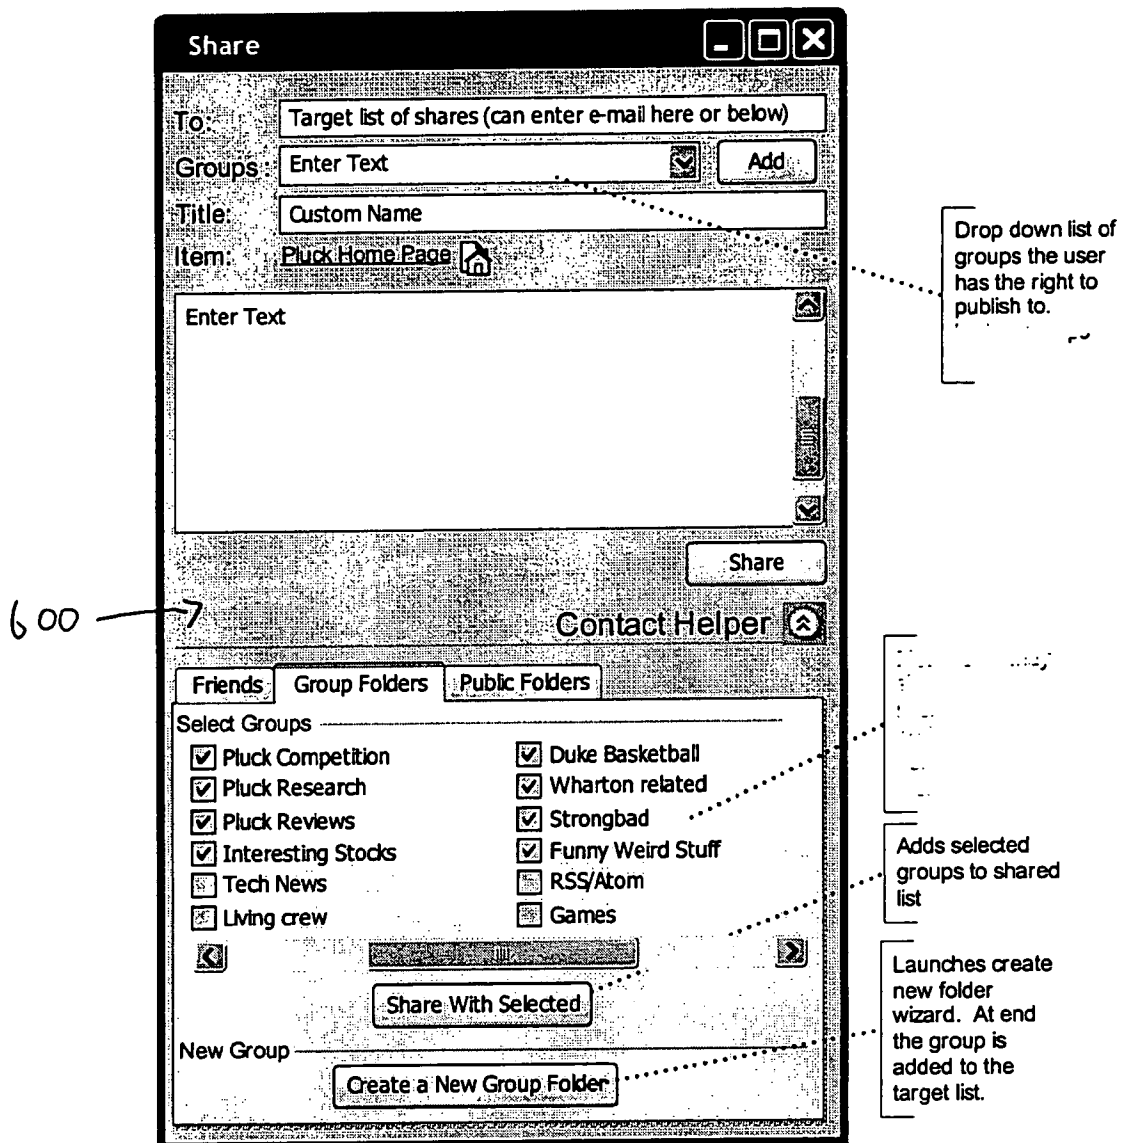 Share
To: Target list of shares (can enter e-mail here or below)
Groups: Enter Text Add
Title: Custom Name
Item: Pluck Home Page
Enter Text
Share
600
Contact Helper
Friends Group Folders Public Folders
Select Groups
Pluck Competition Duke Basketball
Pluck Research Wharton related
Pluck Reviews Strongbad
Interesting Stocks Funny Weird Stuff
Tech News RSS/Atom
Living crew Games
Share With Selected
New Group
Create a New Group Folder
Drop down list of
groups the user
has the right to
publish to.
Adds selected
groups to shared
list
Launches create
new folder
wizard. At end
the group is
added to the
target list.